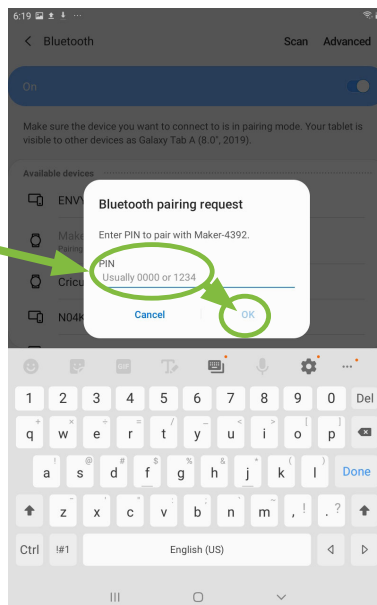 6:19
Bluetooth Scan Advanced
On
Make sure the device you want to connect to is in pairing mode. Your tablet is
visible to other devices as Galaxy Tab A (8.0", 2019).
Available devices
ENVY
Make
Pairing
Cricu
N04K
Bluetooth pairing request
Enter PIN to pair with Maker-4392.
PIN
Usually 0000 or 1234
Cancel OK
GIF T
1 2 3 4 5 6 7 8 9 0 Del
+ × ÷ = / _ < > [ ]
q w e r t y u i o p
! @ # $ % & * ( )
a s d f g h j k l Done
z x c v b n m , ! . ?
Ctrl !#1 English (US)